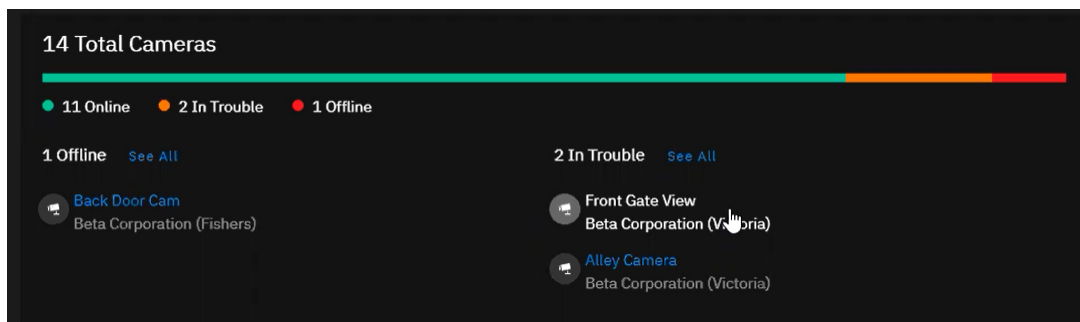 14 Total Cameras
11 Online
2 In Trouble
1 Offline
1 Offline See All
Back Door Cam
Beta Corporation (Fishers)
2 In Trouble See All
Front Gate View
Beta Corporation (Victoria)
Alley Camera
Beta Corporation (Victoria)